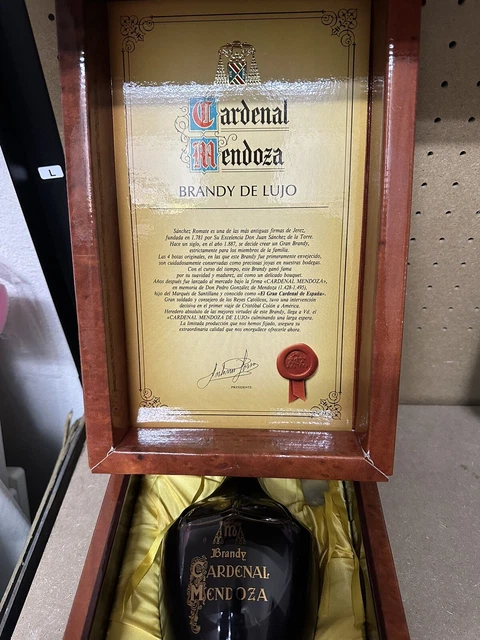 L
Cardenal
Mendoza
BRANDY DE LUJO
Sánchez Romate es una de las más antiguas firmas de Jerez,
fundada en 1.781 por Su Excelencia Don Juan Sánchez de la Torre.
Hace un siglo, en el año 1.887, se decide crear un Gran Brandy,
estrictamente para los miembros de la familia.
Las 4 botas originales, en las que este Brandy fue primeramente envejecido,
son cuidadosamente conservadas como preciosas joyas en nuestras bodegas.
Con el curso del tiempo, este Brandy ganó fama
por su suavidad y madurez, así como un delicado bouquet.
Años después fue lanzado al mercado bajo la firma «CARDENAL MENDOZA»,
en memoria de Don Pedro González de Mendoza (1.428-1.495),
hijo del Marqués de Santillana y conocido como «El Gran Cardenal de España».
Gran soldado y consejero de los Reyes Católicos, tuvo una intervención
decisiva en el primer viaje de Cristóbal Colón a América.
Heredero absoluto de las mejores virtudes de este Brandy, llega a Vd. el
«CARDENAL MENDOZA DE LUJO» culminando una larga espera.
La limitada producción que nos hemos fijado, asegura su
extraordinaria calidad que nos enorgullece ofrecerle ahora.
PRESIDENTE
Brandy
CARDENAL
MENDOZA